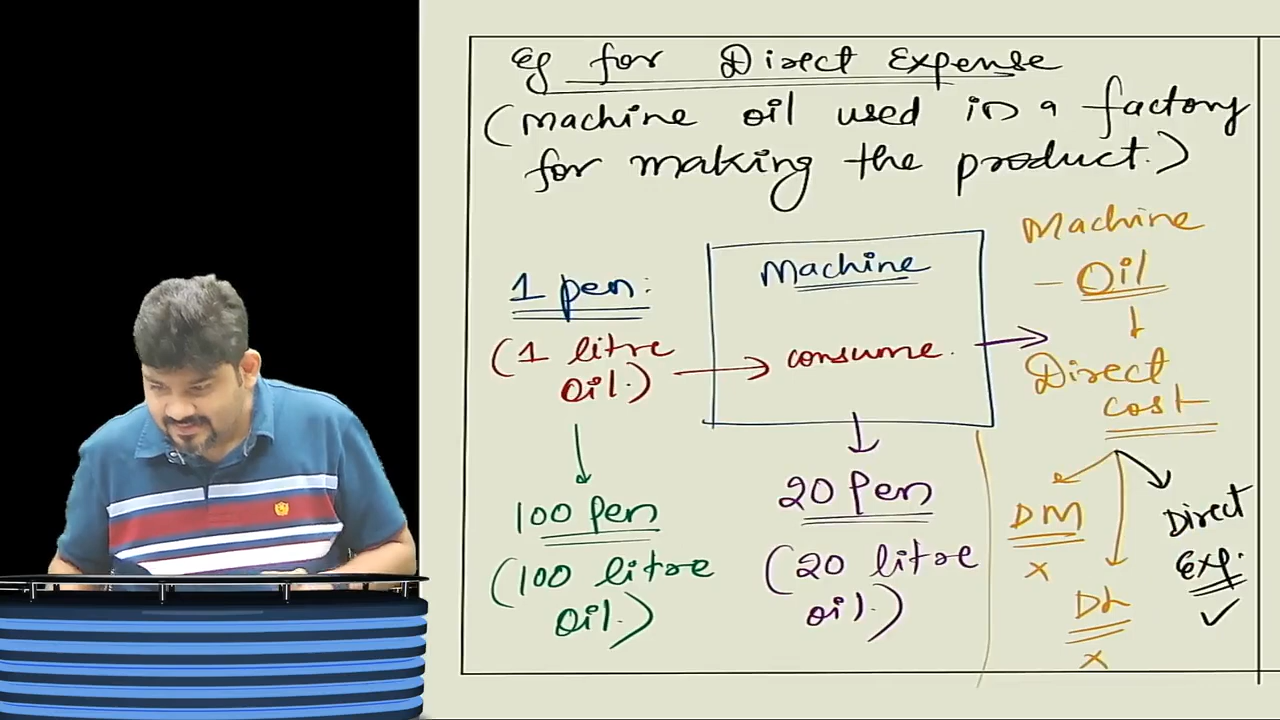 eg for Direct Expense
(Machine oil used in a factory
for making the product.)
1 pen:
(1 litre
oil.)
100 Pen
(100 litre
oil.)
Machine
consume.
20 Pen
(20 litre
oil.)
Machine
- Oil
Direct
cost
DM
x
DL
x
Direct
Exp.
✓